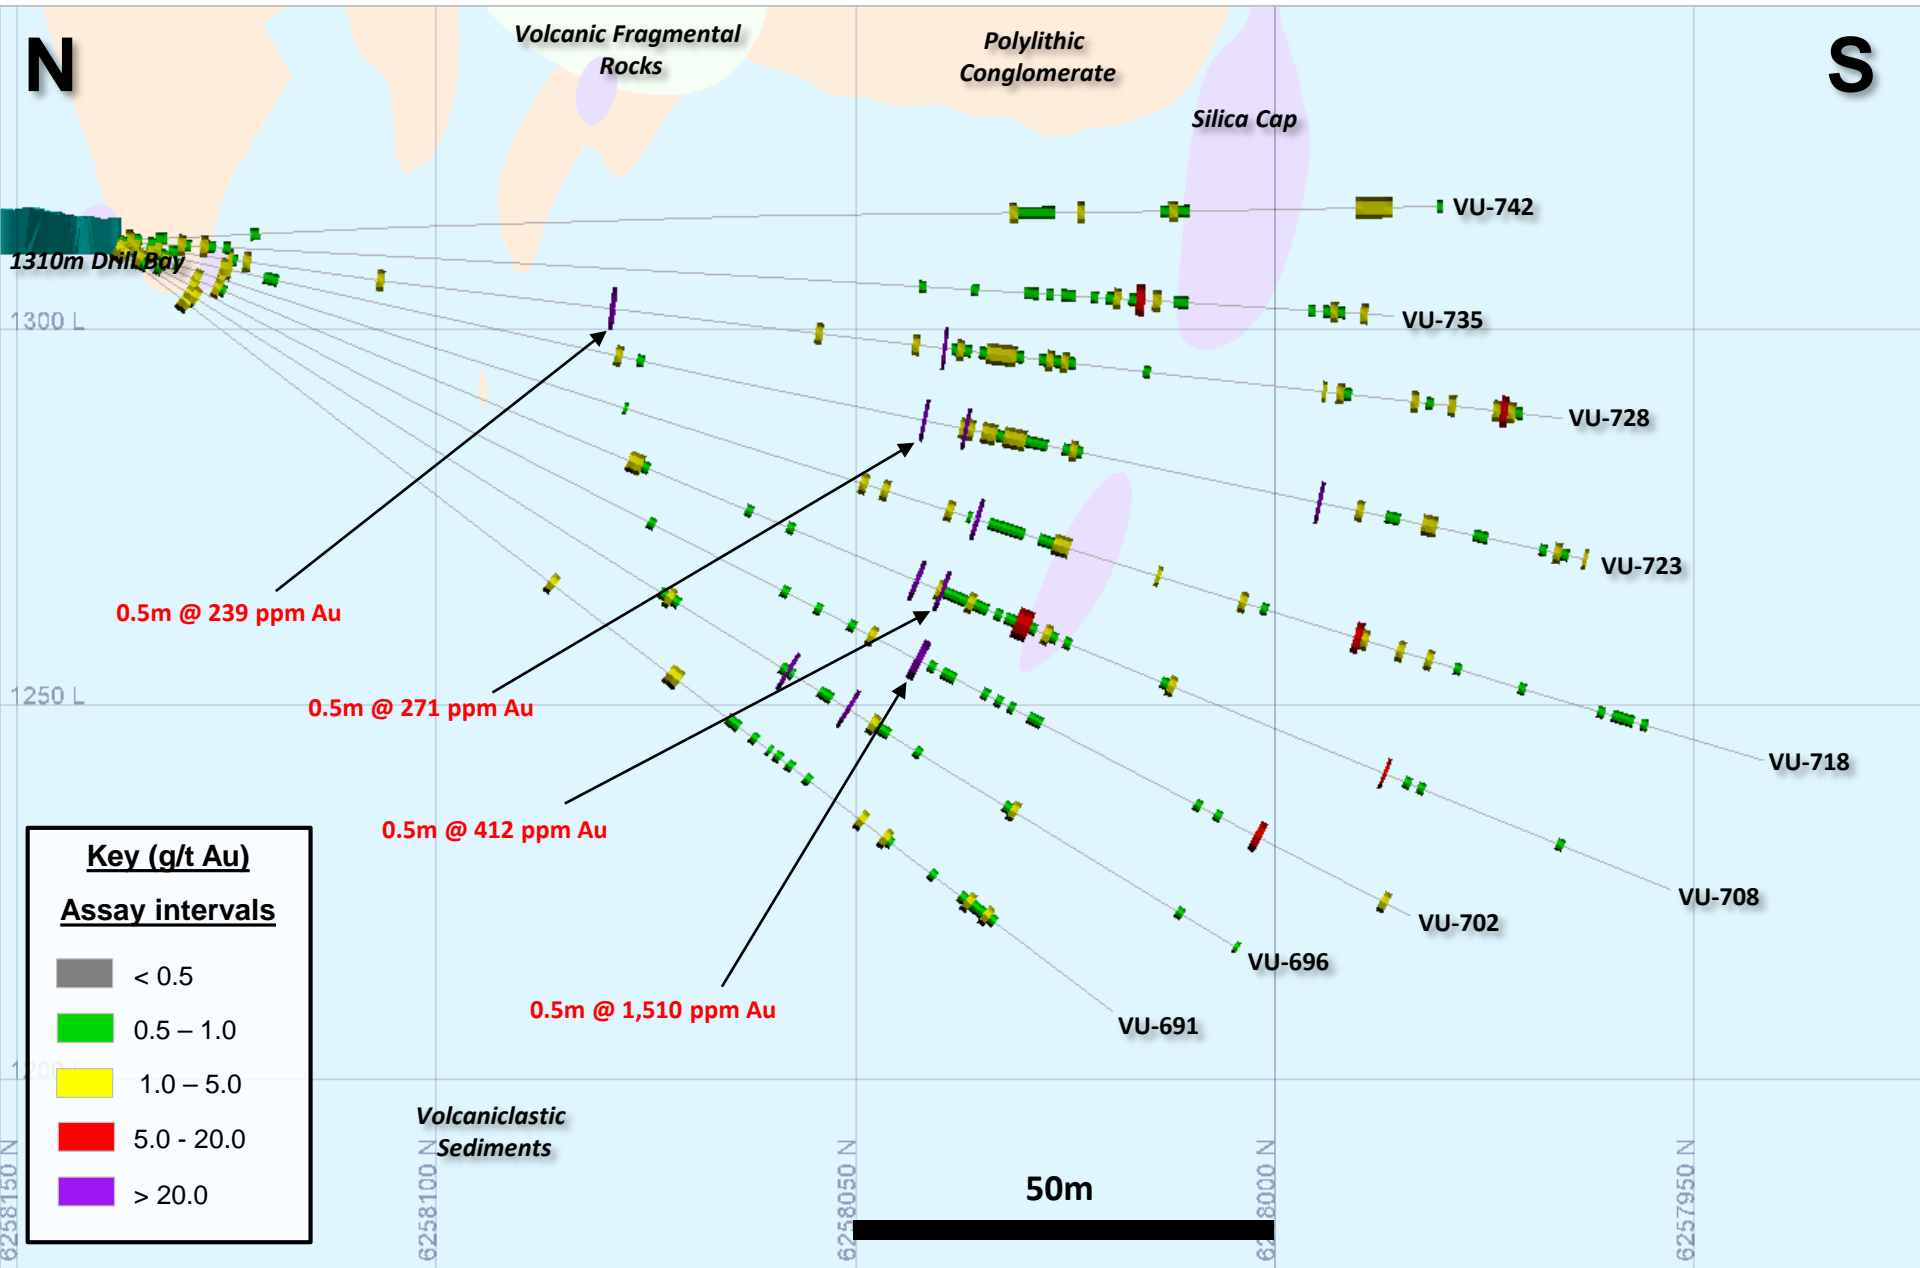 N
Volcanic Fragmental
Rocks
Polylithic
Conglomerate
S
Silica Cap
VU-742
1310m Drill Bay
1300 L
VU-735
VU-728
VU-723
0.5m @ 239 ppm Au
1250 L
0.5m @ 271 ppm Au
VU-718
0.5m @ 412 ppm Au
VU-708
VU-702
VU-696
0.5m @ 1,510 ppm Au
VU-691
Key (g/t Au)
Assay intervals
< 0.5
0.5 – 1.0
1200 L
1.0 – 5.0
5.0 - 20.0
> 20.0
Volcaniclastic
Sediments
50m
6258150 N
6258100 N
6258050 N
6258000 N
6257950 N